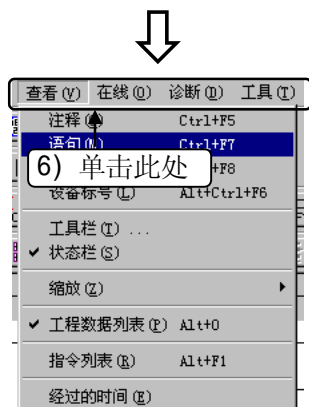 查看(V) 在线(O) 诊断(D) 工具(T)
注释 Ctrl+F5
语句(N) Ctrl+F7
6) 单击此处 +F8
设备标号(L) Alt+Ctrl+F6
工具栏(T) ...
✔ 状态栏(S)
缩放(Z)
✔ 工程数据列表(P) Alt+0
指令列表(R) Alt+F1
经过的时间(E)